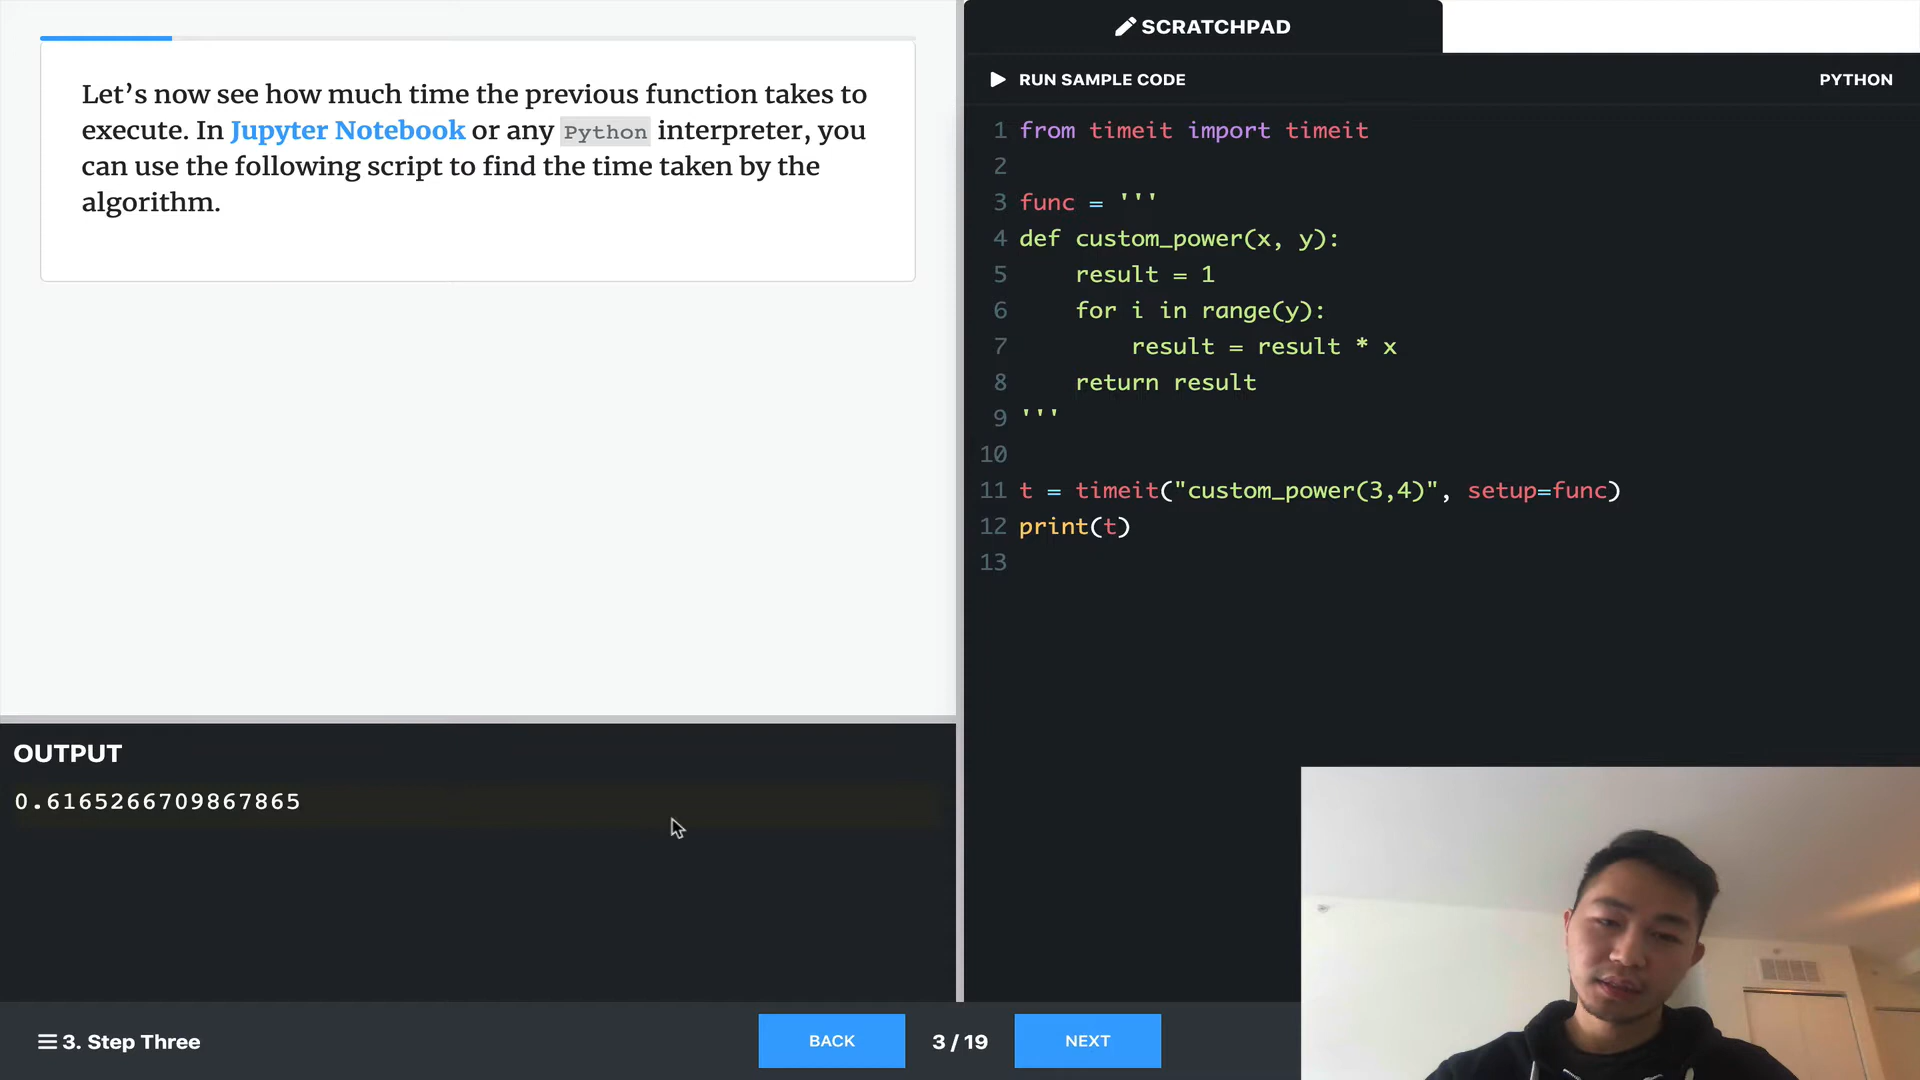 Let's now see how much time the previous function takes to
execute. In Jupyter Notebook or any Python interpreter, you
can use the following script to find the time taken by the
algorithm.
OUTPUT
0.6165266709867865
SCRATCHPAD
RUN SAMPLE CODE
PYTHON
1 from timeit import timeit
2
3 func = '''
4 def custom_power(x, y):
5     result = 1
6     for i in range(y):
7         result = result * x
8     return result
9 '''
10
11 t = timeit("custom_power(3,4)", setup=func)
12 print(t)
13
3. Step Three
BACK
3 / 19
NEXT